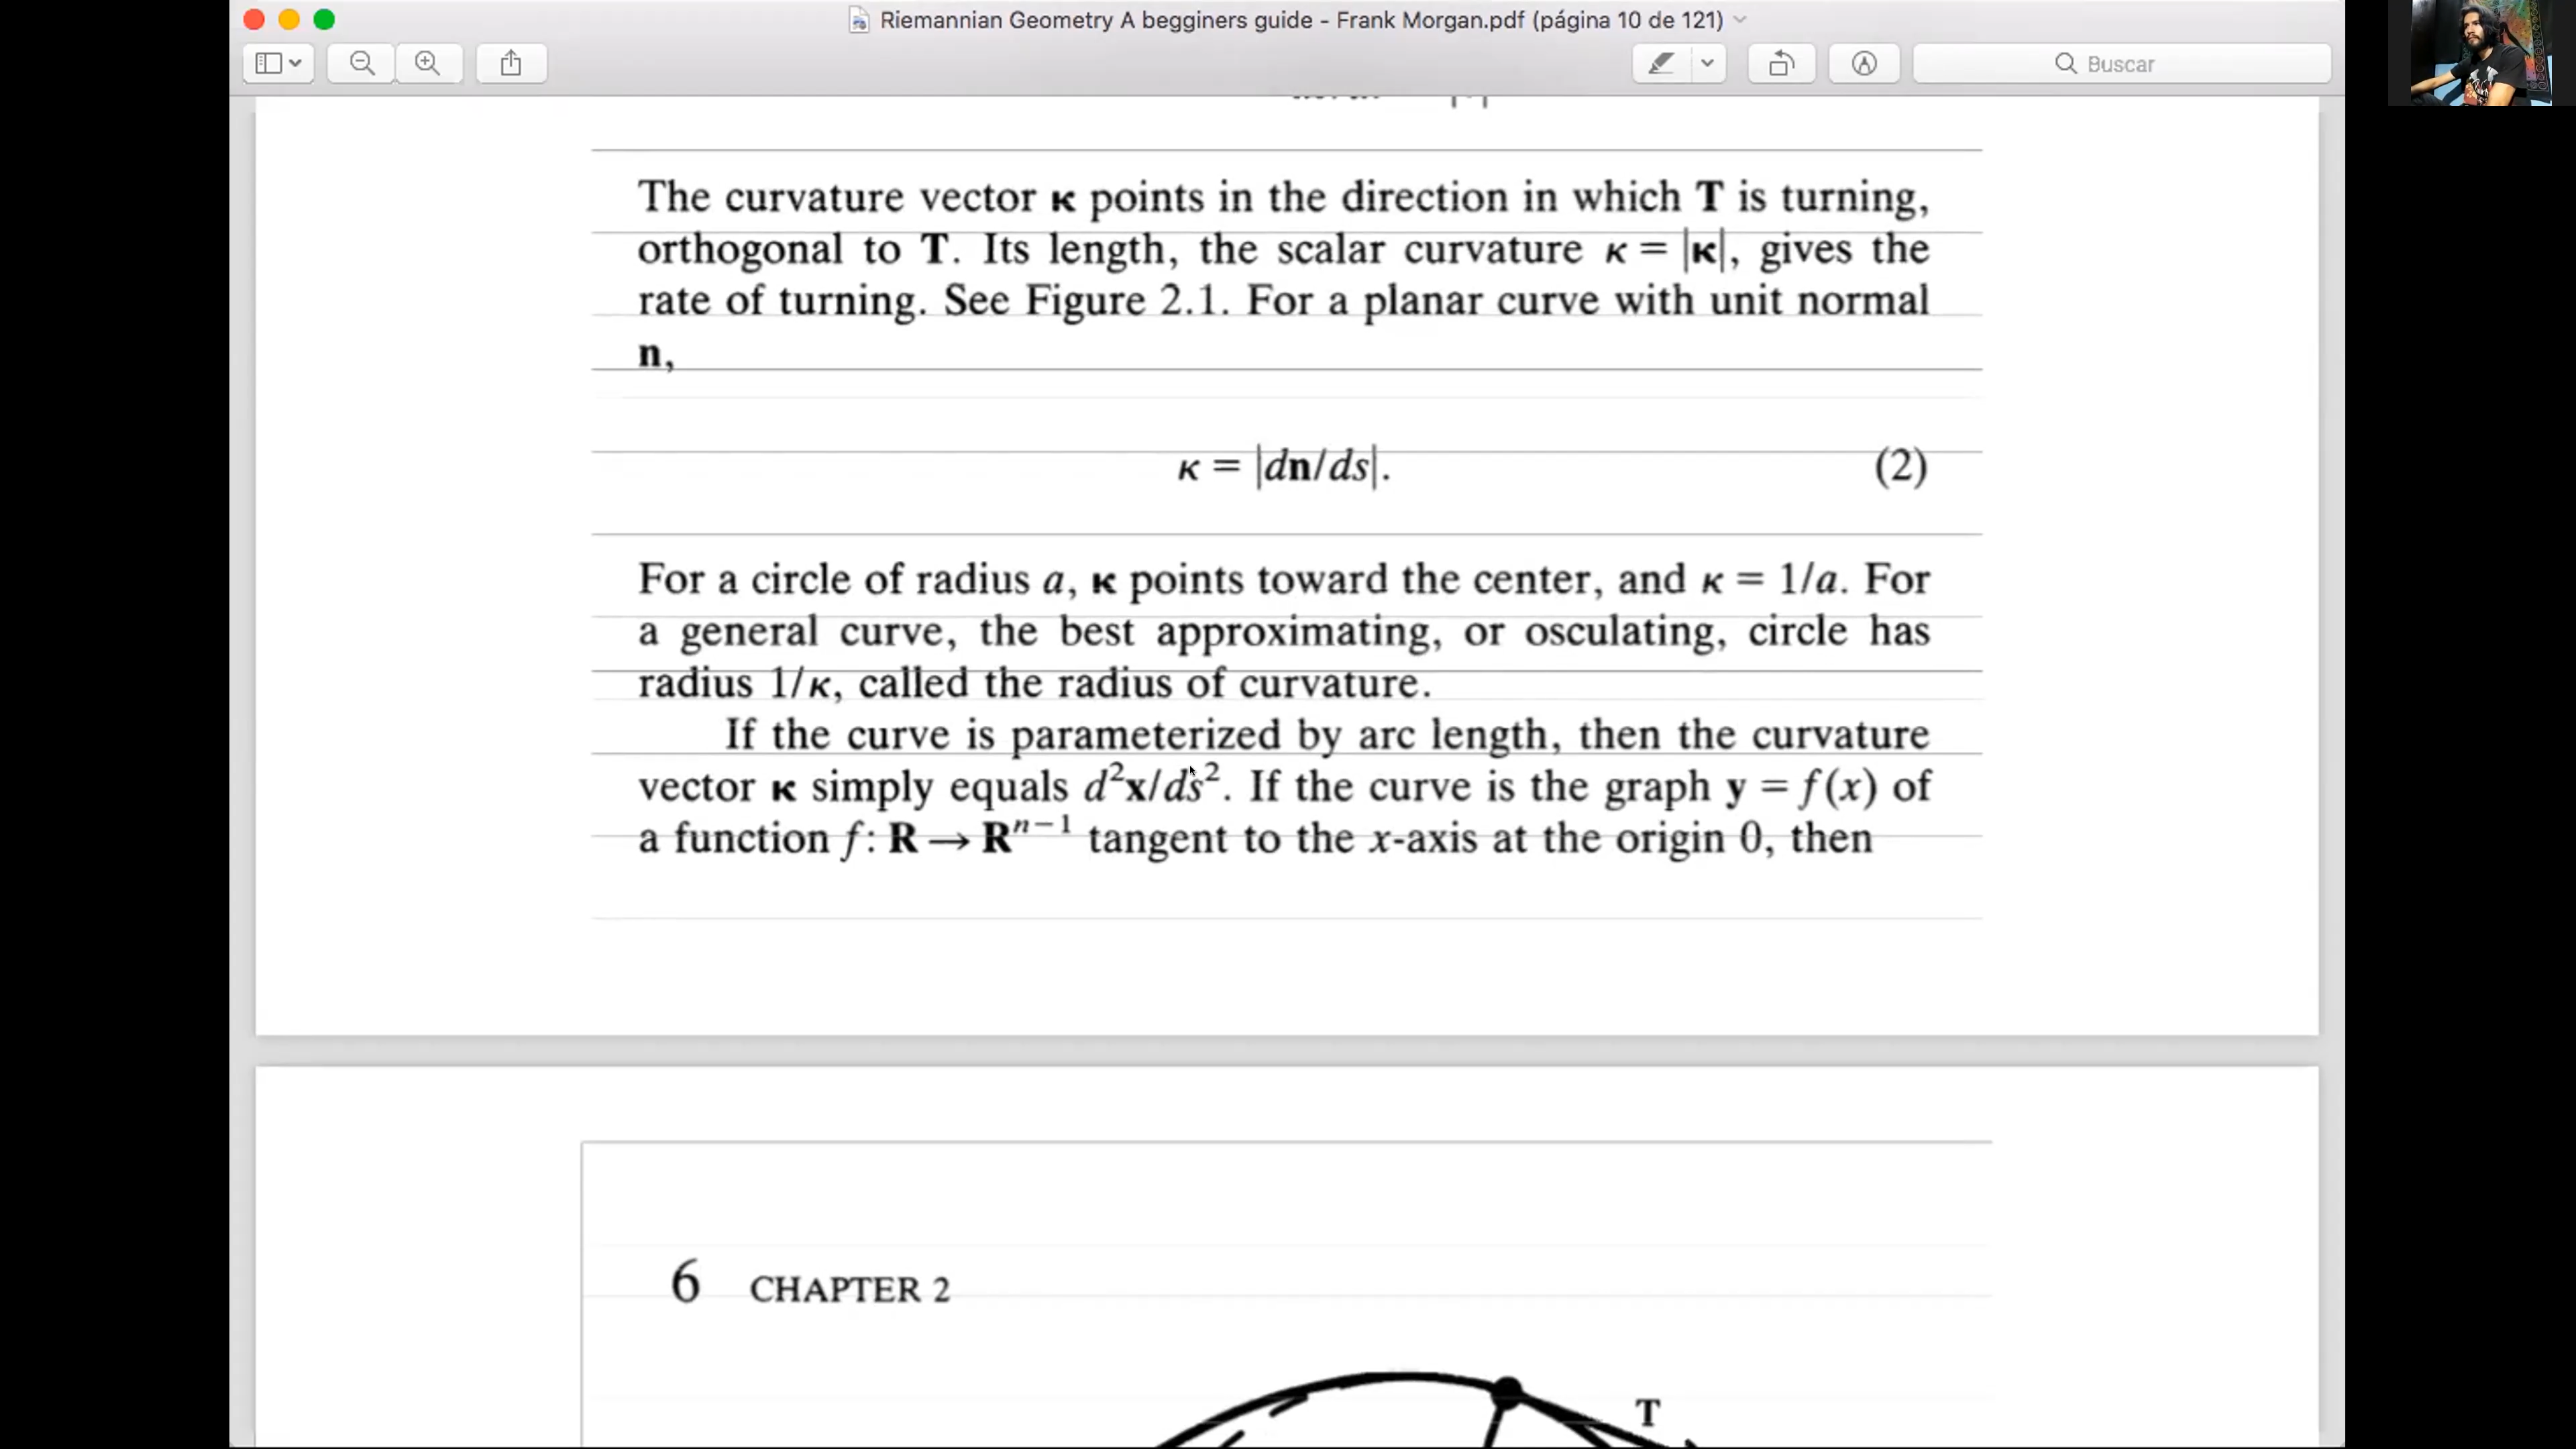 Riemannian Geometry A begginers guide - Frank Morgan.pdf (página 10 de 121)
Buscar
The curvature vector κ points in the direction in which T is turning,
orthogonal to T. Its length, the scalar curvature κ = |κ|, gives the
rate of turning. See Figure 2.1. For a planar curve with unit normal
n,
κ = |dn/ds|. (2)
For a circle of radius a, κ points toward the center, and κ = 1/a. For
a general curve, the best approximating, or osculating, circle has
radius 1/κ, called the radius of curvature.
If the curve is parameterized by arc length, then the curvature
vector κ simply equals d²x/ds². If the curve is the graph y = f(x) of
a function f: R → Rⁿ⁻¹ tangent to the x-axis at the origin 0, then
6 CHAPTER 2
T